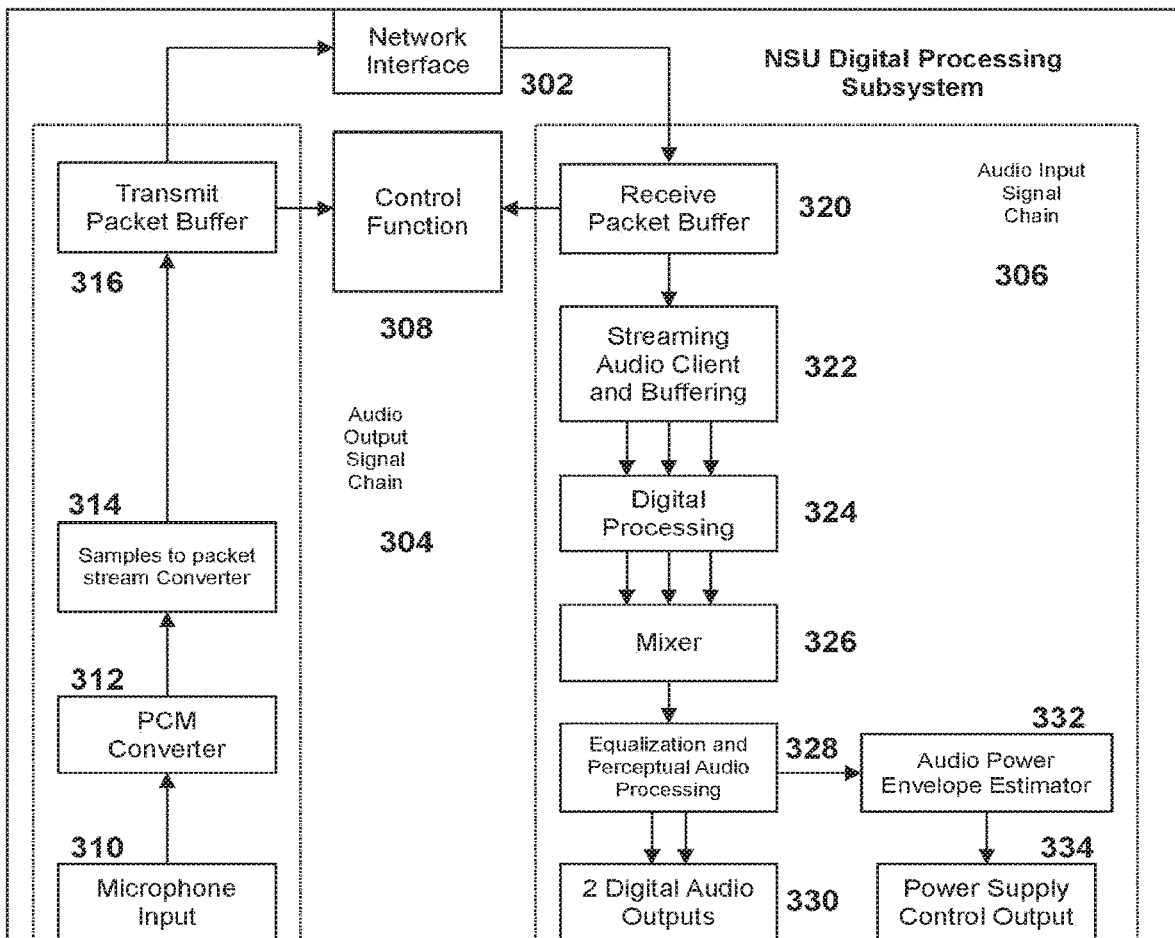 Network
Interface
302
NSU Digital Processing
Subsystem
Transmit
Packet Buffer
316
Control
Function
308
Receive
Packet Buffer
320
Audio Input
Signal
Chain
306
Streaming
Audio Client
and Buffering
322
Audio
Output
Signal
Chain
304
314
Samples to packet
stream Converter
Digital
Processing
324
312
PCM
Converter
Mixer
326
Equalization and
Perceptual Audio
Processing
328
332
Audio Power
Envelope Estimator
310
Microphone
Input
2 Digital Audio
Outputs
330
334
Power Supply
Control Output